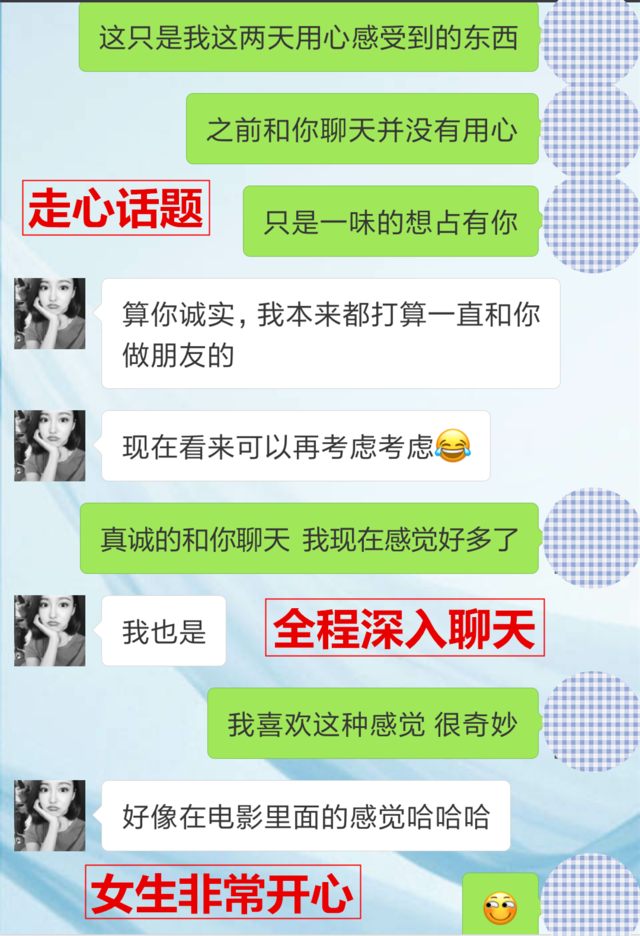 这只是我这两天用心感受到的东西
之前和你聊天并没有用心
走心话题
只是一味的想占有你
算你诚实，我本来都打算一直和你
做朋友的
现在看来可以再考虑考虑😂
真诚的和你聊天 我现在感觉好多了
我也是
全程深入聊天
我喜欢这种感觉 很奇妙
好像在电影里面的感觉哈哈哈
女生非常开心